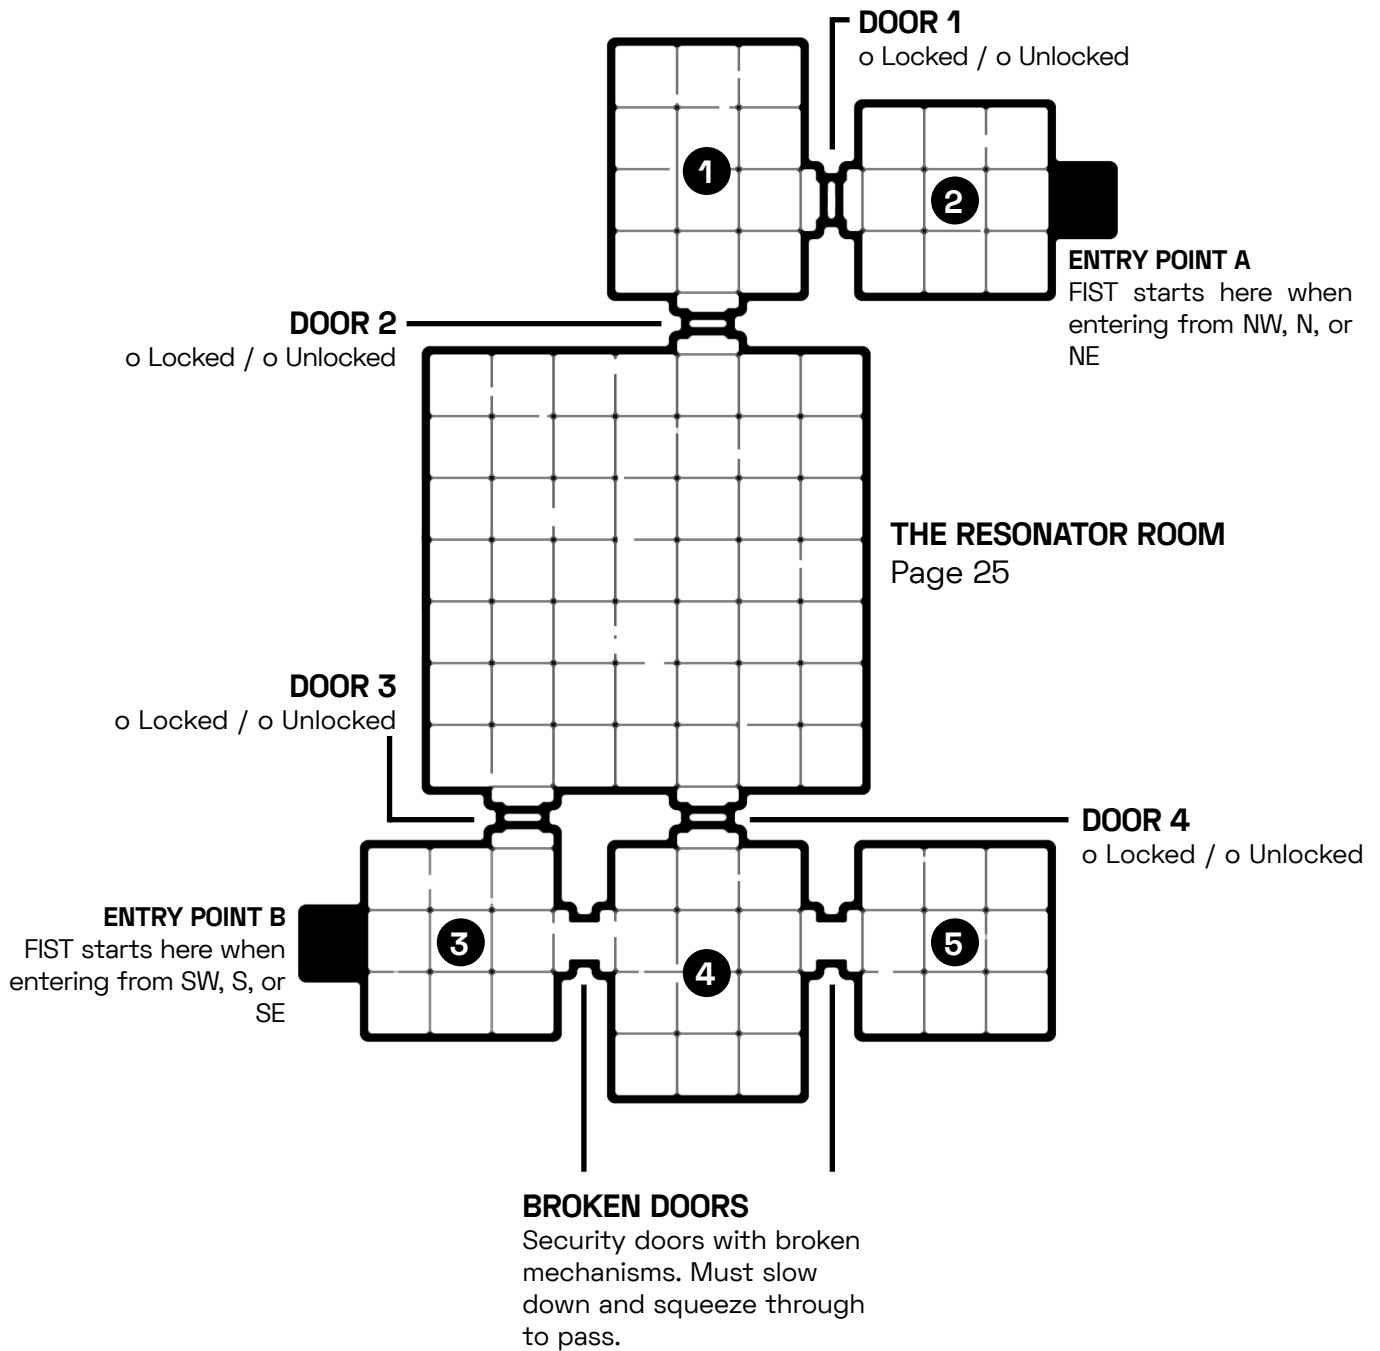 DOOR 1
o Locked / o Unlocked
1
2
ENTRY POINT A
FIST starts here when
entering from NW, N, or
NE
DOOR 2
o Locked / o Unlocked
THE RESONATOR ROOM
Page 25
DOOR 3
o Locked / o Unlocked
DOOR 4
o Locked / o Unlocked
ENTRY POINT B
FIST starts here when
entering from SW, S, or
SE
3
4
5
BROKEN DOORS
Security doors with broken
mechanisms. Must slow
down and squeeze through
to pass.